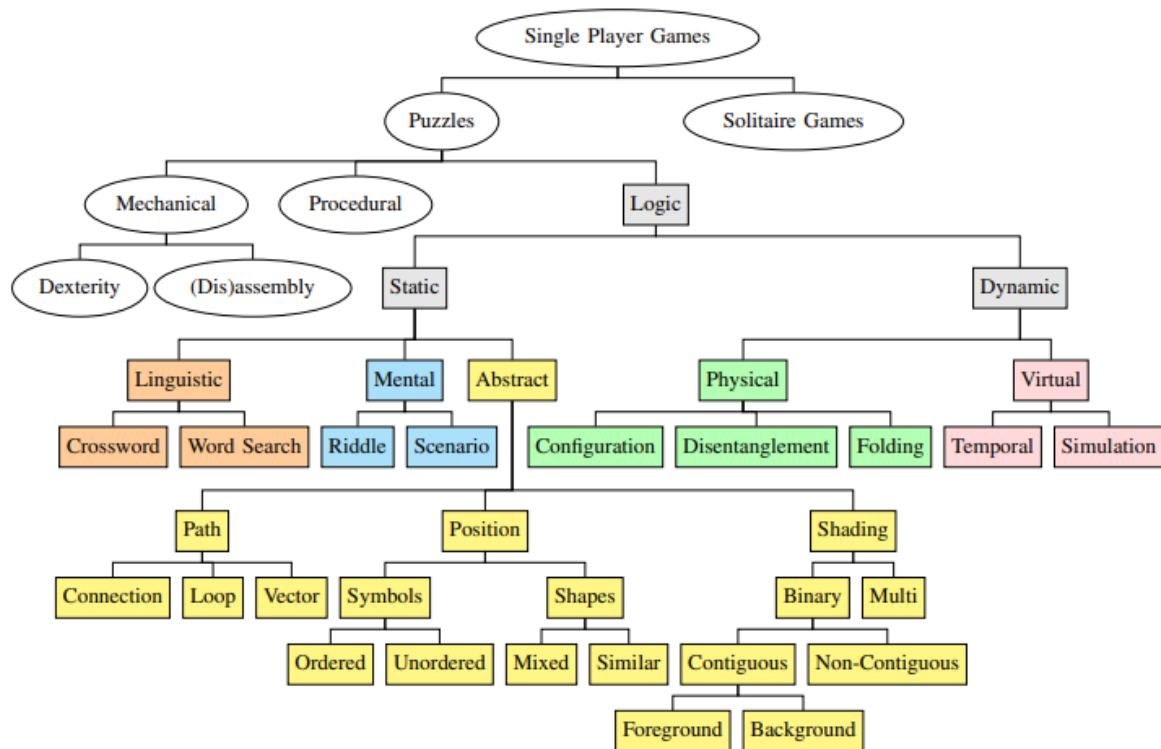 Single Player Games
Puzzles
Solitaire Games
Mechanical
Procedural
Logic
Dexterity
(Dis)assembly
Static
Dynamic
Linguistic
Mental
Abstract
Physical
Virtual
Crossword
Word Search
Riddle
Scenario
Configuration
Disentanglement
Folding
Temporal
Simulation
Path
Position
Shading
Connection
Loop
Vector
Symbols
Shapes
Binary
Multi
Ordered
Unordered
Mixed
Similar
Contiguous
Non-Contiguous
Foreground
Background